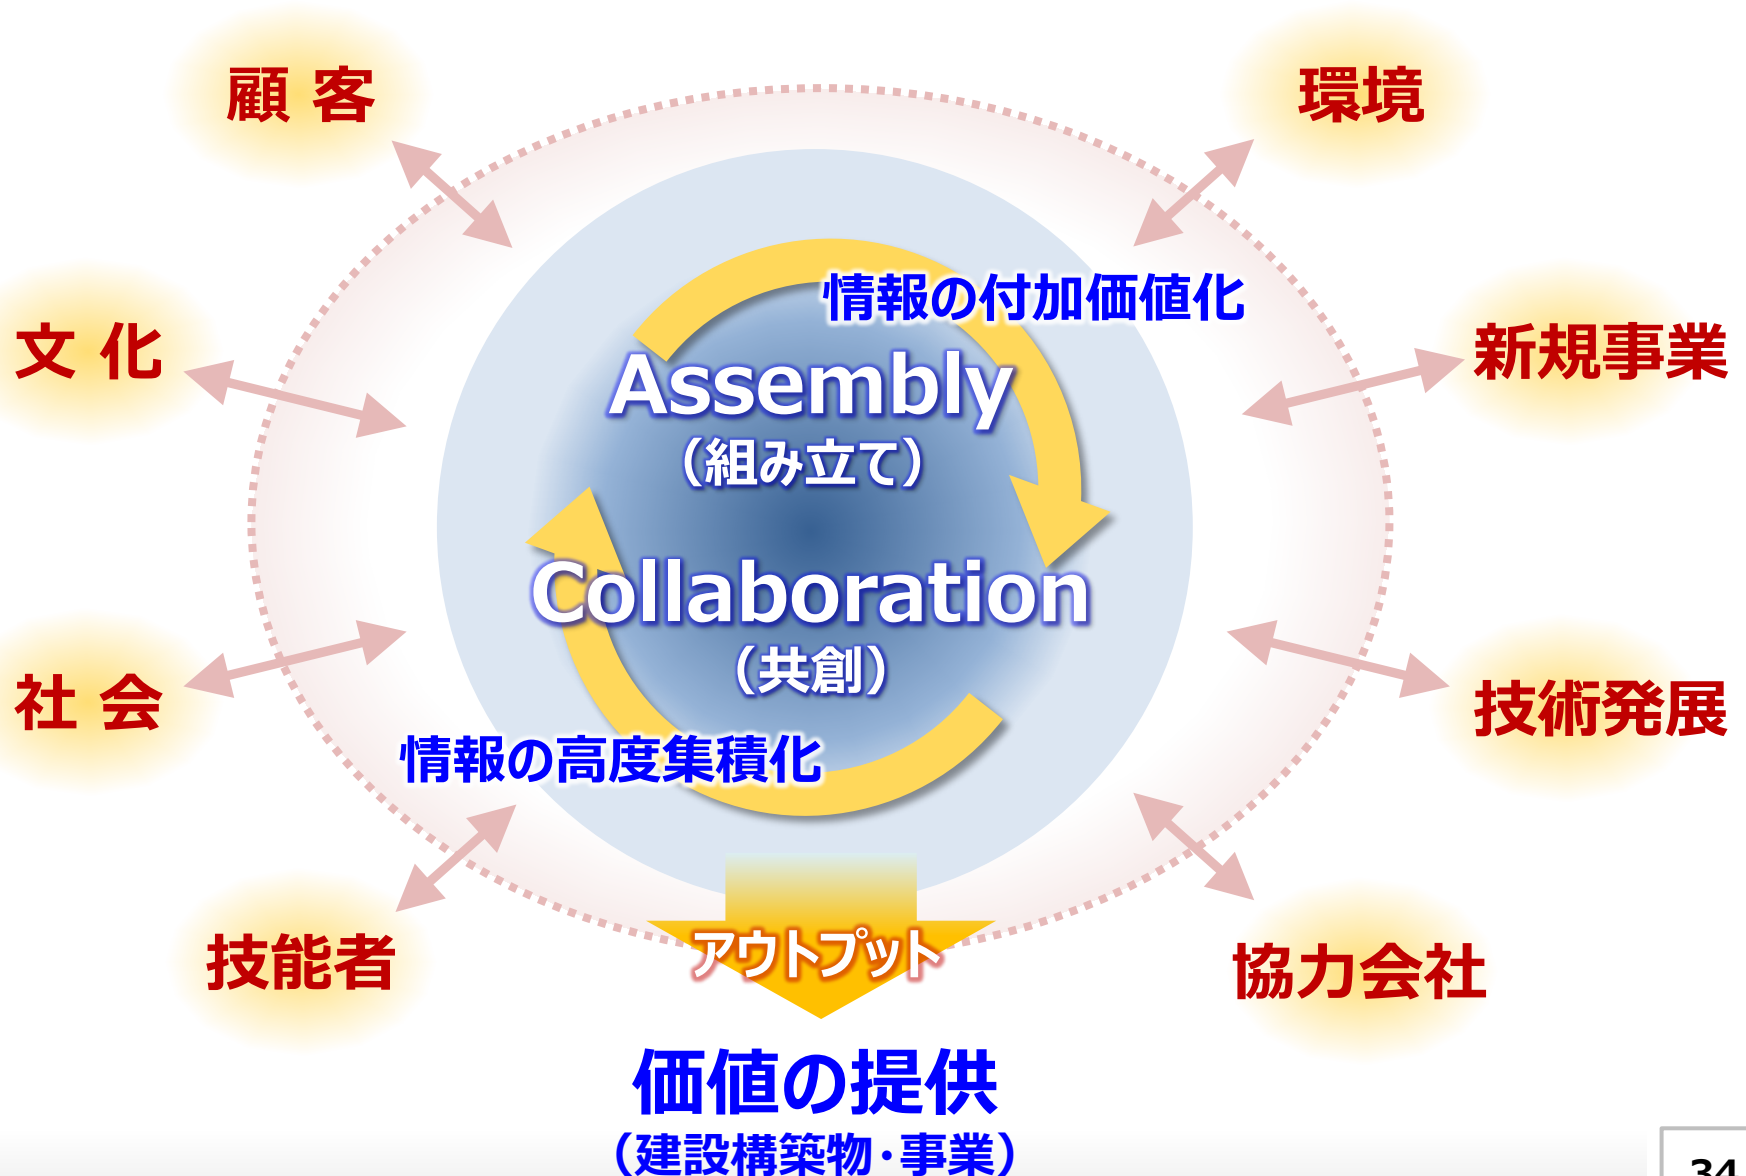 顧 客
環境
文 化
新規事業
情報の付加価値化
Assembly
（組み立て）
Collaboration
（共創）
情報の高度集積化
社 会
技術発展
技能者
協力会社
アウトプット
価値の提供
（建設構築物・事業）
34